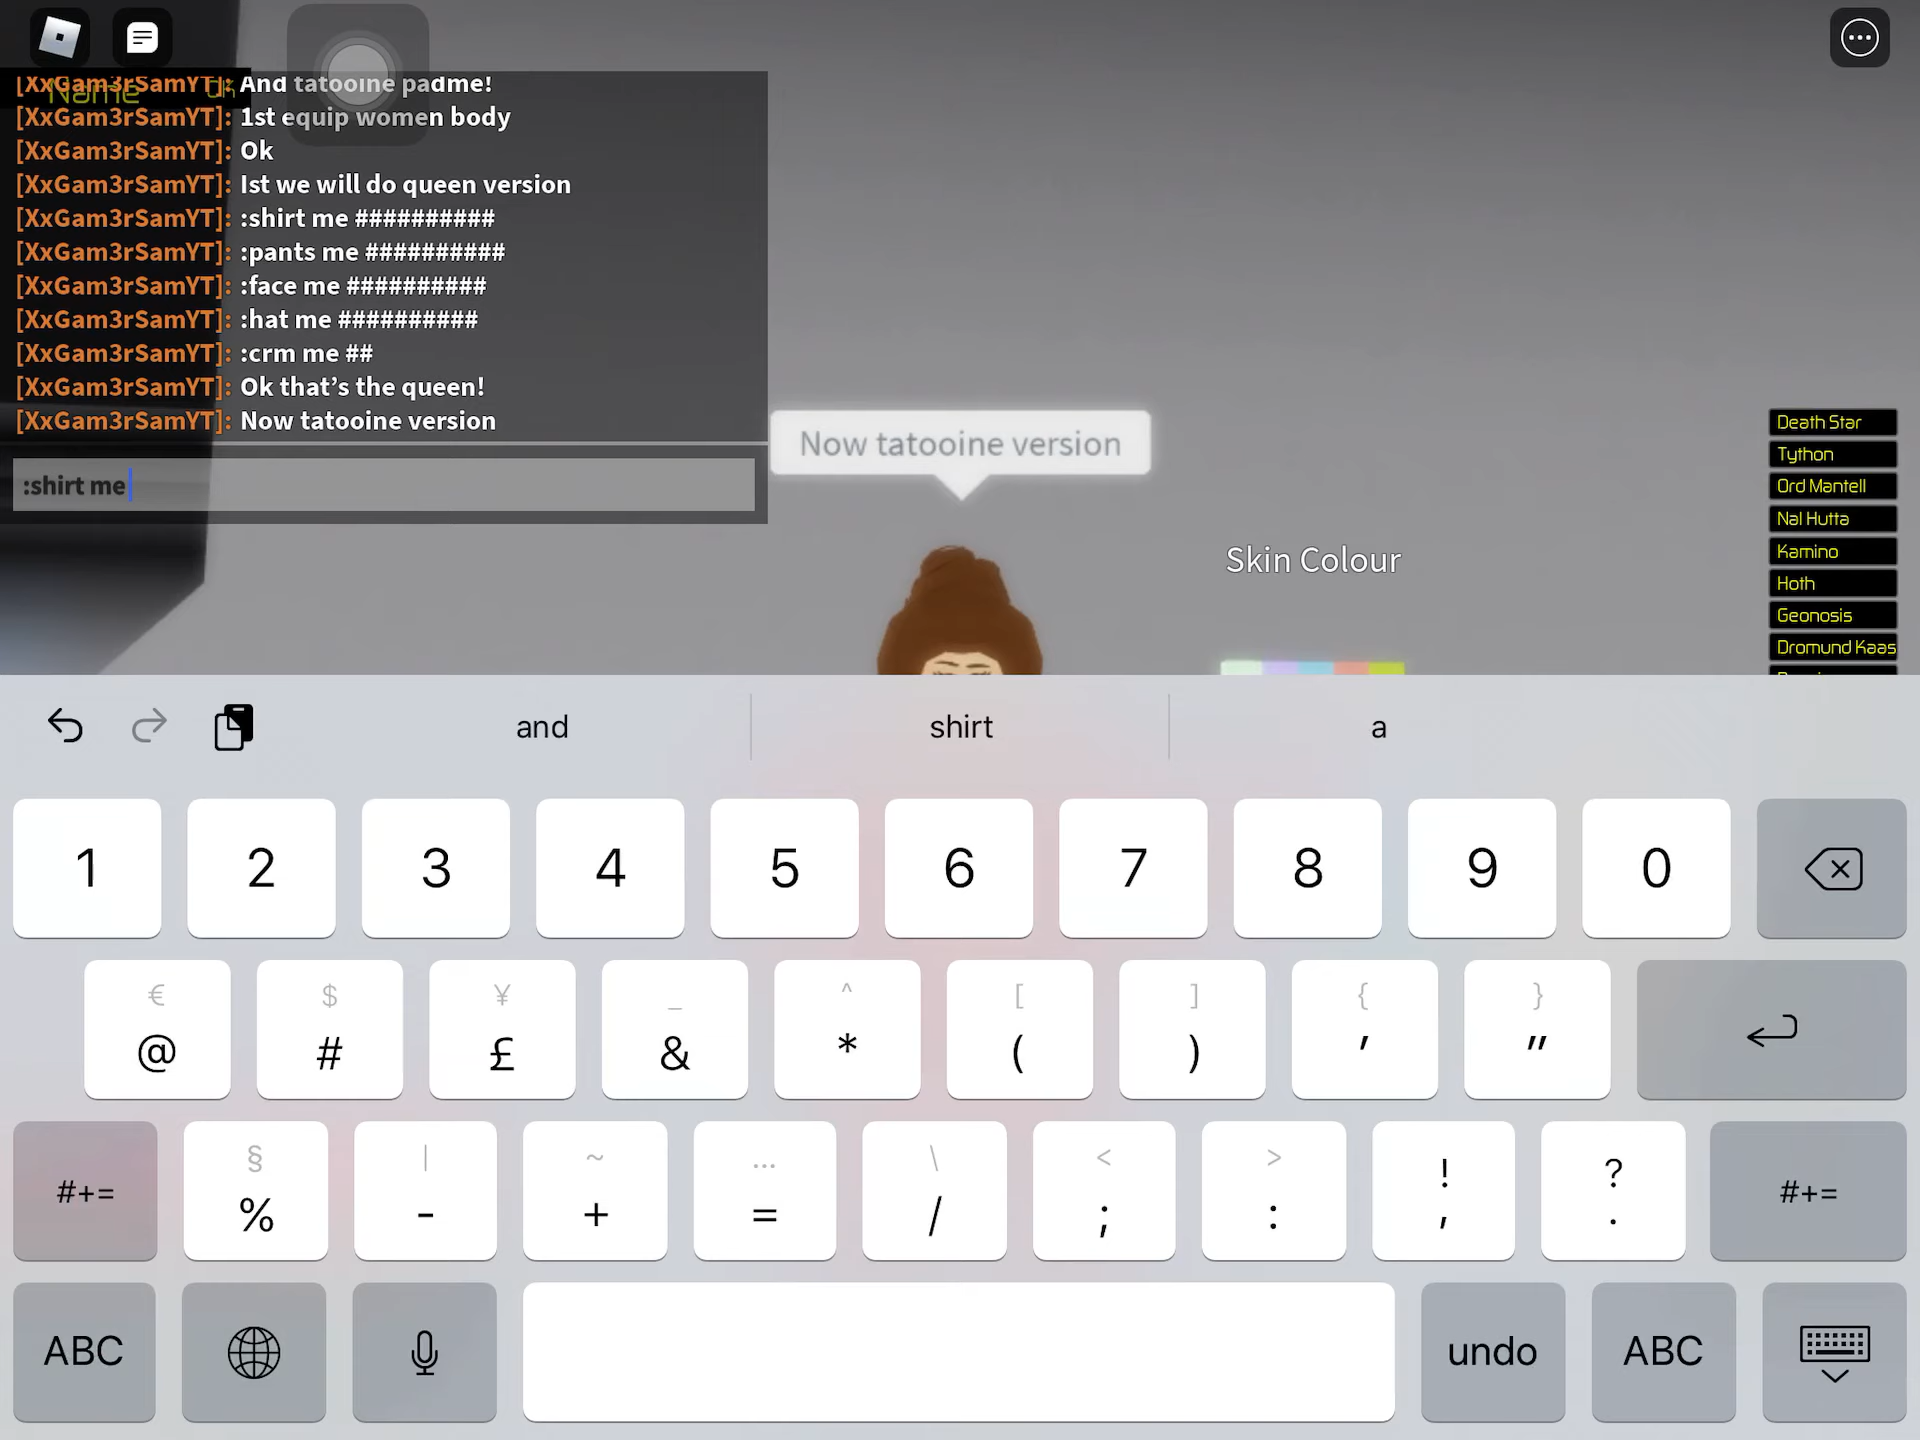 Name
[XxGam3rSamYT]: And tatooine padme!
[XxGam3rSamYT]: 1st equip women body
[XxGam3rSamYT]: Ok
[XxGam3rSamYT]: Ist we will do queen version
[XxGam3rSamYT]: :shirt me ##########
[XxGam3rSamYT]: :pants me ##########
[XxGam3rSamYT]: :face me ##########
[XxGam3rSamYT]: :hat me ##########
[XxGam3rSamYT]: :crm me ##
[XxGam3rSamYT]: Ok that’s the queen!
[XxGam3rSamYT]: Now tatooine version
:shirt me
Now tatooine version
Skin Colour
Death Star
Tython
Ord Mantell
Nal Hutta
Kamino
Hoth
Geonosis
Dromund Kaas
and shirt a
1 2 3 4 5 6 7 8 9 0
€ $ ¥ _ ^ [ ] { }
@ # £ & * ( ) ' "
§ | ~ … \ < > ! ?
#+= % - + = / ; : , . #+=
ABC undo ABC